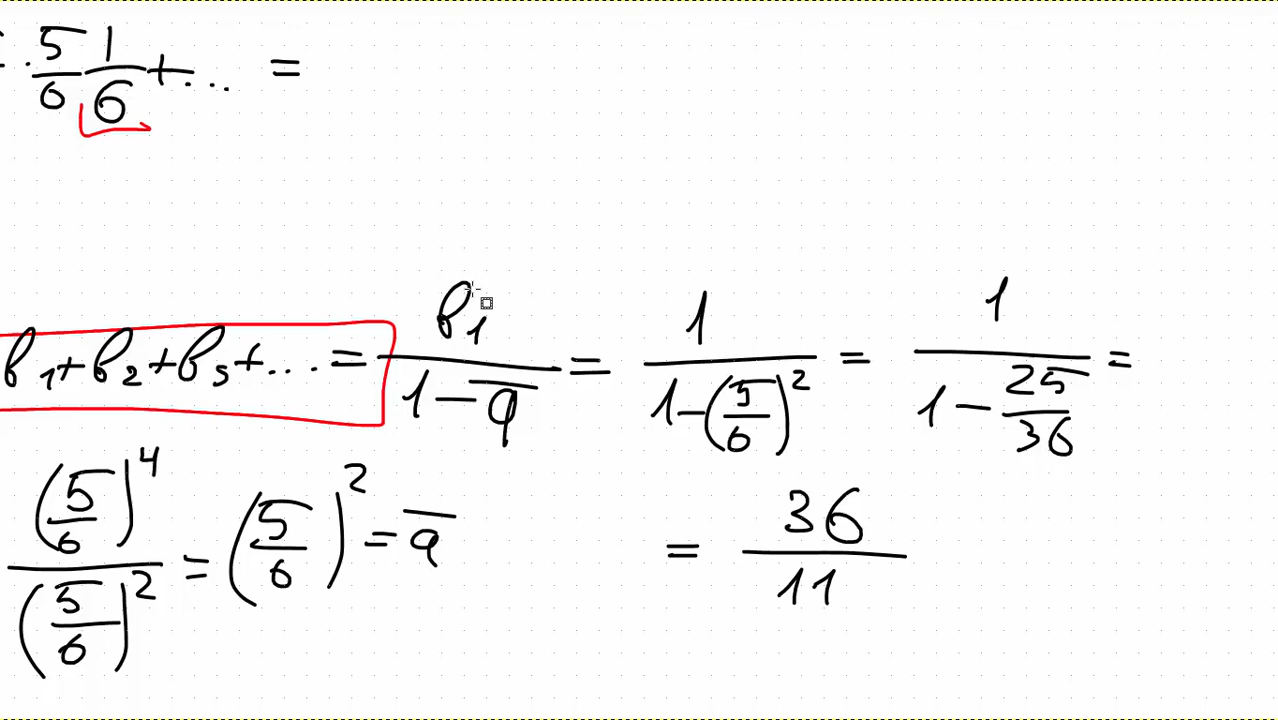 . 5/6 1/6 + ... =
b₁ + b₂ + b₃ + ... = b₁/(1 - q) = 1/(1 - (5/6)²) = 1/(1 - 25/36) =
(5/6)⁴/(5/6)² = (5/6)² = q
= 36/11